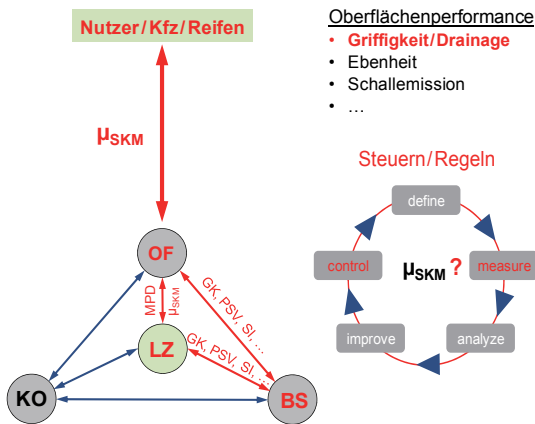 Nutzer/Kfz/Reifen
μSKM
OF
MPD
μSKM
GK, PSV, SI, ...
LZ
GK, PSV, SI, ...
KO
BS
Oberflächenperformance
• Griffigkeit/Drainage
• Ebenheit
• Schallemission
• ...
Steuern/Regeln
define
control
μSKM ?
measure
improve
analyze